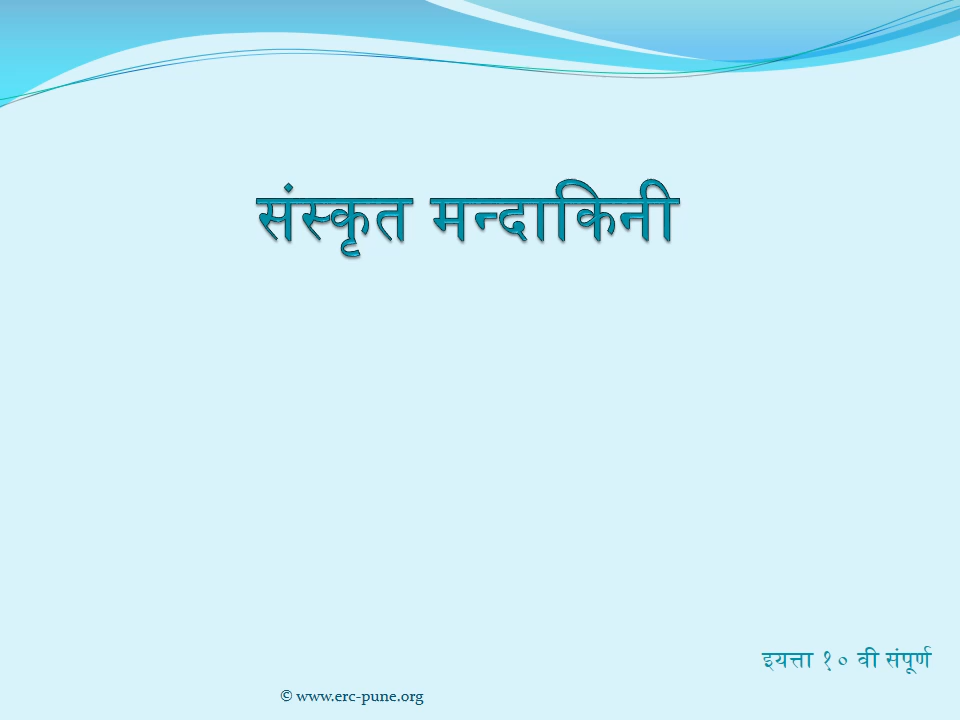 संस्कृत मन्दाकिनी
इयत्ता १० वी संपूर्ण
© www.erc-pune.org